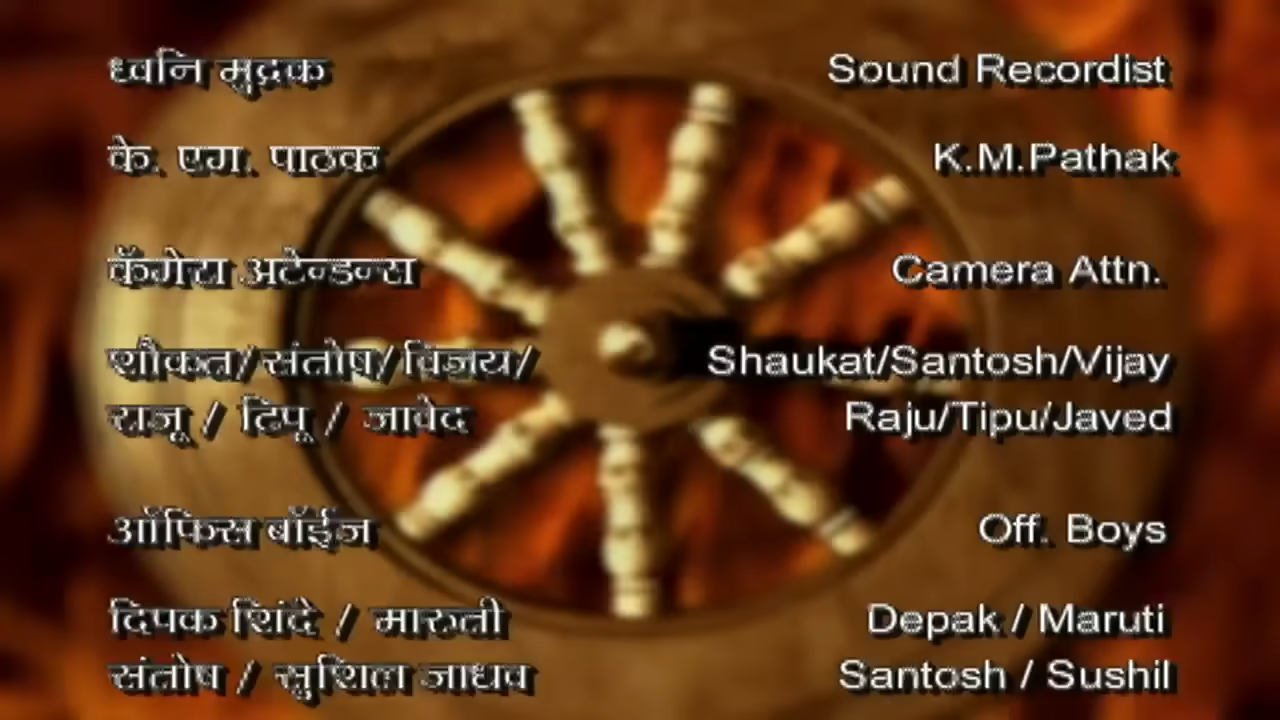 ध्वनि मुद्रक Sound Recordist
के. एम. पाठक K.M.Pathak
कॅमेरा अटेन्डन्स Camera Attn.
शौकत/संतोष/विजय/ Shaukat/Santosh/Vijay
राजू / टिपू / जावेद Raju/Tipu/Javed
ऑफिस बॉईज Off. Boys
दिपक शिंदे / मारुती Depak / Maruti
संतोष / सुशिल जाधव Santosh / Sushil